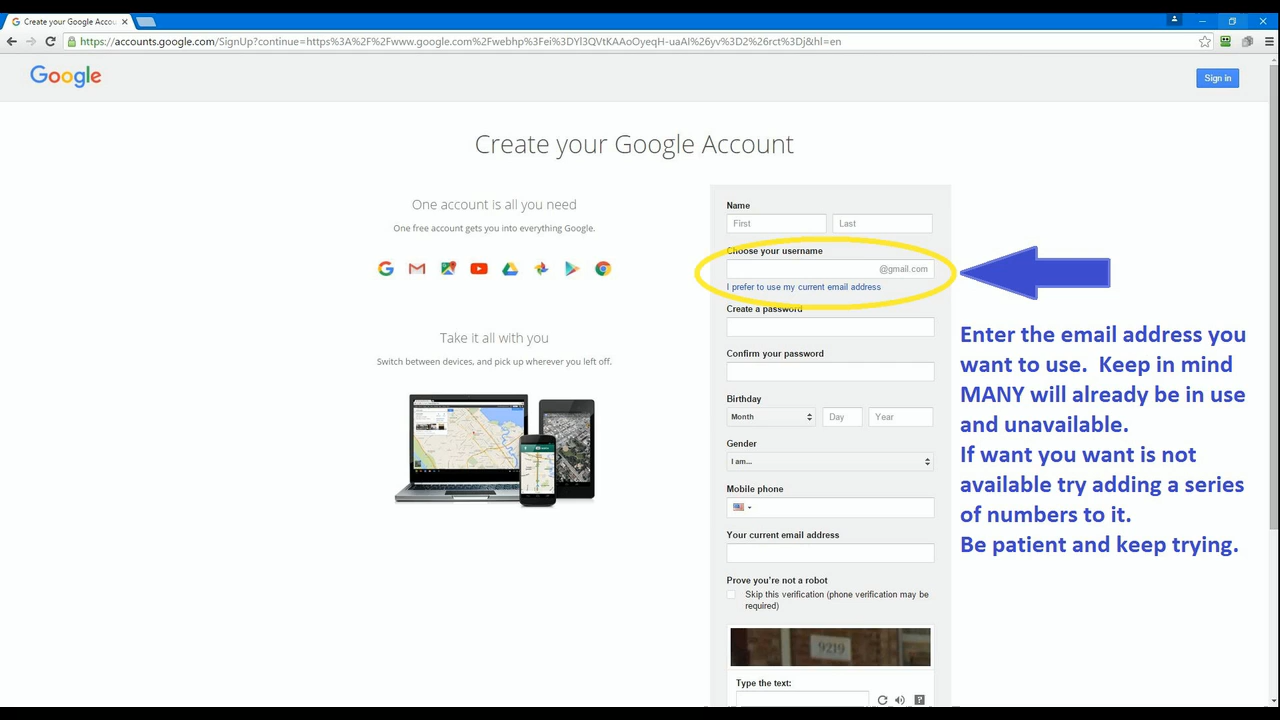 Create your Google Accou
https://accounts.google.com/SignUp?continue=https%3A%2F%2Fwww.google.com%2Fwebhp%3Fei%3DYl3QVtKAAoOyeqH-uaAI%26yv%3D2%26rct%3Dj&hl=en
Google
Sign in
Create your Google Account
One account is all you need
One free account gets you into everything Google.
Take it all with you
Switch between devices, and pick up wherever you left off.
Name
First Last
Choose your username
@gmail.com
I prefer to use my current email address
Create a password
Confirm your password
Birthday
Month Day Year
Gender
I am...
Mobile phone
Your current email address
Prove you're not a robot
Skip this verification (phone verification may be
required)
9219
Type the text:
?
Enter the email address you
want to use. Keep in mind
MANY will already be in use
and unavailable.
If want you want is not
available try adding a series
of numbers to it.
Be patient and keep trying.